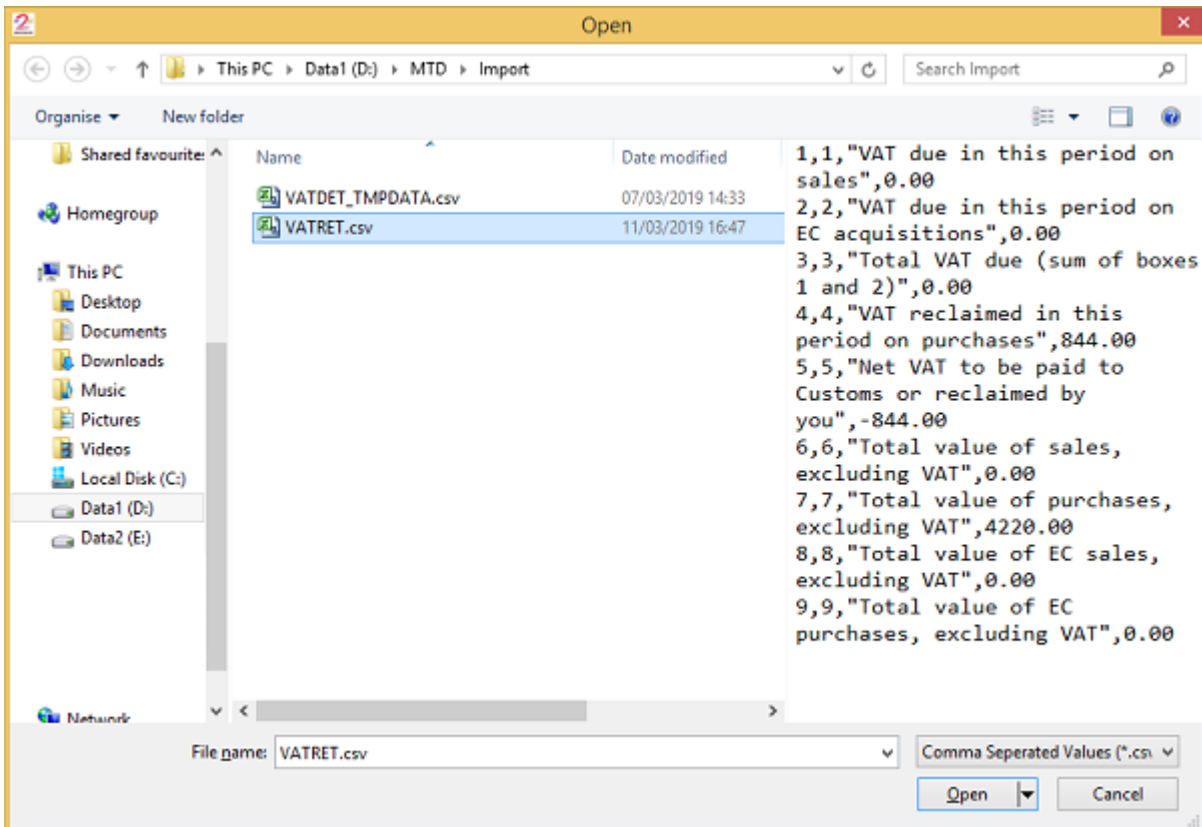 Open
This PC Data1 (D:) MTD Import
Search Import
Organise
New folder
Shared favourite
Homegroup
This PC
Desktop
Documents
Downloads
Music
Pictures
Videos
Local Disk (C:)
Data1 (D:)
Data2 (E:)
Network
Name Date modified
VATDET_TMPDATA.csv 07/03/2019 14:33
VATRET.csv 11/03/2019 16:47
1,1,"VAT due in this period on
sales",0.00
2,2,"VAT due in this period on
EC acquisitions",0.00
3,3,"Total VAT due (sum of boxes
1 and 2)",0.00
4,4,"VAT reclaimed in this
period on purchases",844.00
5,5,"Net VAT to be paid to
Customs or reclaimed by
you",-844.00
6,6,"Total value of sales,
excluding VAT",0.00
7,7,"Total value of purchases,
excluding VAT",4220.00
8,8,"Total value of EC sales,
excluding VAT",0.00
9,9,"Total value of EC
purchases, excluding VAT",0.00
File name: VATRET.csv
Comma Seperated Values (*.csv
Open
Cancel